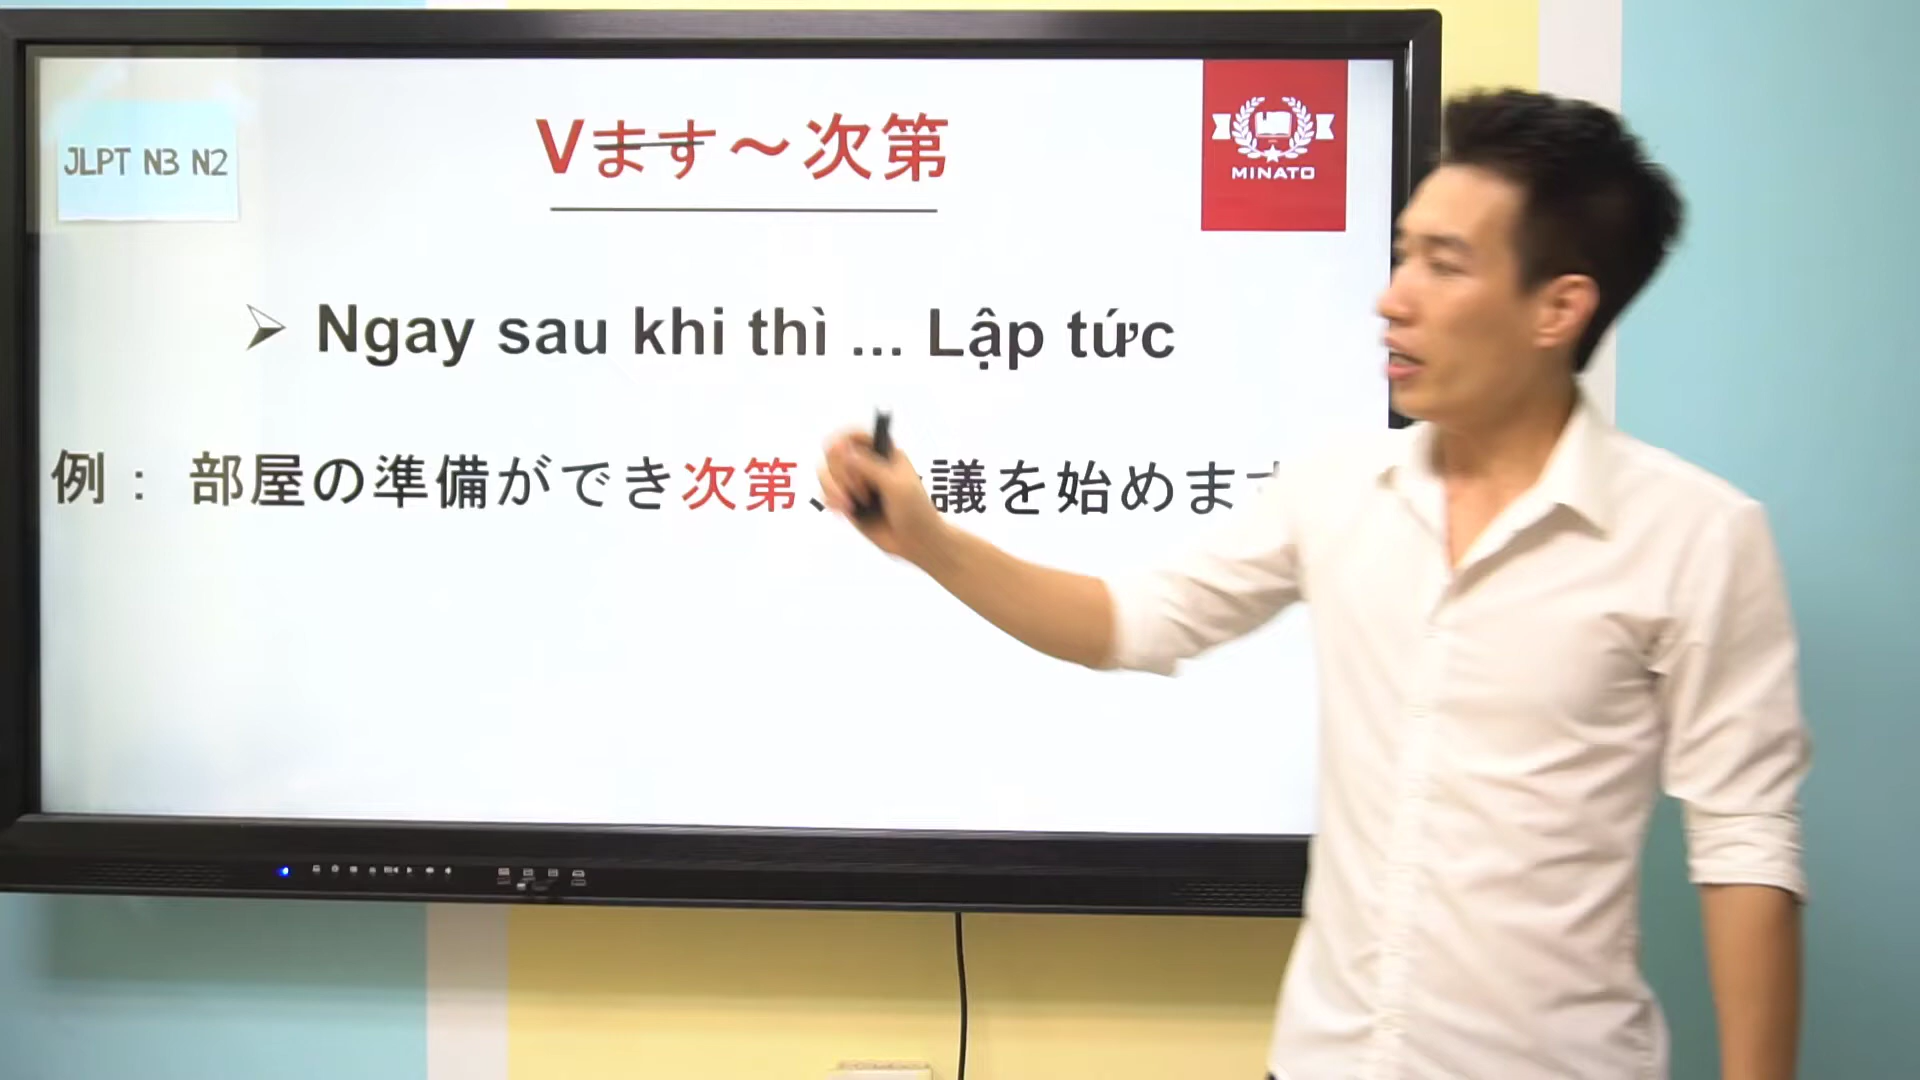 JLPT N3 N2
Vます～次第
MINATO
Ngay sau khi thì ... Lập tức
例： 部屋の準備ができ次第、議を始めま